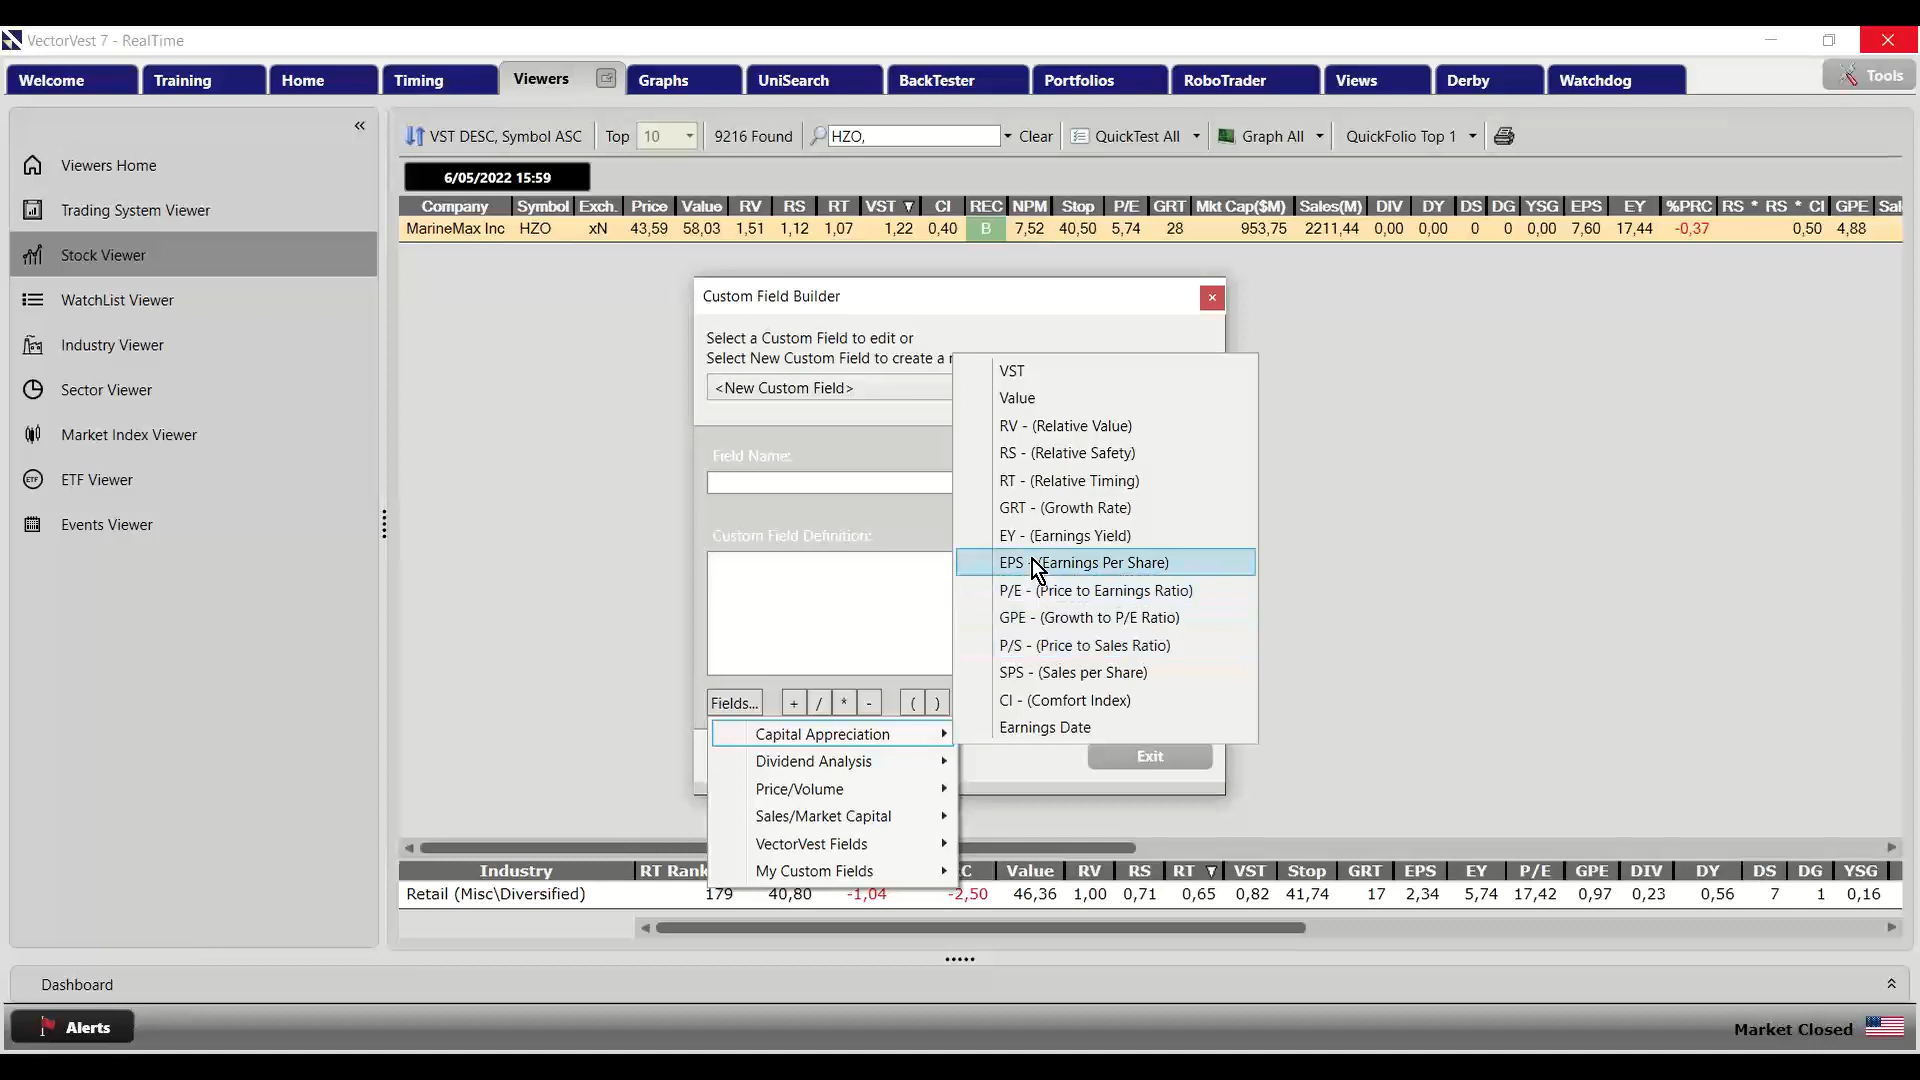 VectorVest 7 - RealTime
Welcome Training Home Timing Viewers Graphs UniSearch BackTester Portfolios RoboTrader Views Derby Watchdog Tools
«
Viewers Home
Trading System Viewer
Stock Viewer
WatchList Viewer
Industry Viewer
Sector Viewer
Market Index Viewer
ETF
ETF Viewer
Events Viewer
VST DESC, Symbol ASC Top 10 9216 Found HZO, Clear QuickTest All Graph All QuickFolio Top 1
6/05/2022 15:59
Company Symbol Exch. Price Value RV RS RT VST CI REC NPM Stop P/E GRT Mkt Cap($M) Sales(M) DIV DY DS DG YSG EPS EY %PRC RS * RS * CI GPE Sal
MarineMax Inc HZO xN 43,59 58,03 1,51 1,12 1,07 1,22 0,40 B 7,52 40,50 5,74 28 953,75 2211,44 0,00 0,00 0 0 0,00 7,60 17,44 -0,37 0,50 4,88
Custom Field Builder
Select a Custom Field to edit or
Select New Custom Field to create a
<New Custom Field>
Field Name:
Custom Field Definition:
Fields... + / * - ( )
Capital Appreciation
Dividend Analysis
Price/Volume
Sales/Market Capital
VectorVest Fields
My Custom Fields
VST
Value
RV - (Relative Value)
RS - (Relative Safety)
RT - (Relative Timing)
GRT - (Growth Rate)
EY - (Earnings Yield)
EPS - (Earnings Per Share)
P/E - (Price to Earnings Ratio)
GPE - (Growth to P/E Ratio)
P/S - (Price to Sales Ratio)
SPS - (Sales per Share)
CI - (Comfort Index)
Earnings Date
Exit
Industry RT Rank Value RV RS RT VST Stop GRT EPS EY P/E GPE DIV DY DS DG YSG
Retail (Misc\Diversified) 179 40,80 -1,04 -2,50 46,36 1,00 0,71 0,65 0,82 41,74 17 2,34 5,74 17,42 0,97 0,23 0,56 7 1 0,16
Dashboard
Alerts
Market Closed